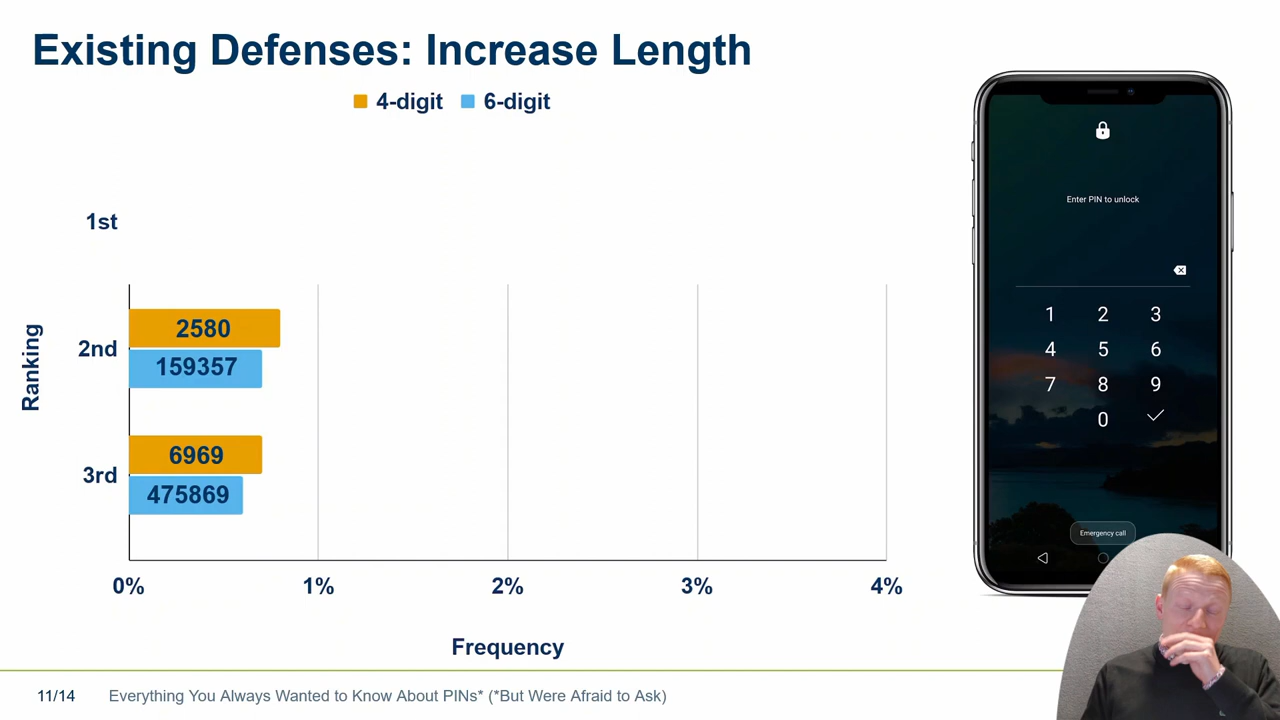 Existing Defenses: Increase Length
4-digit 6-digit
1st
Ranking
2nd
2580
159357
3rd
6969
475869
0% 1% 2% 3% 4%
Frequency
Enter PIN to unlock
1 2 3
4 5 6
7 8 9
0
Emergency call
11/14 Everything You Always Wanted to Know About PINs* (*But Were Afraid to Ask)